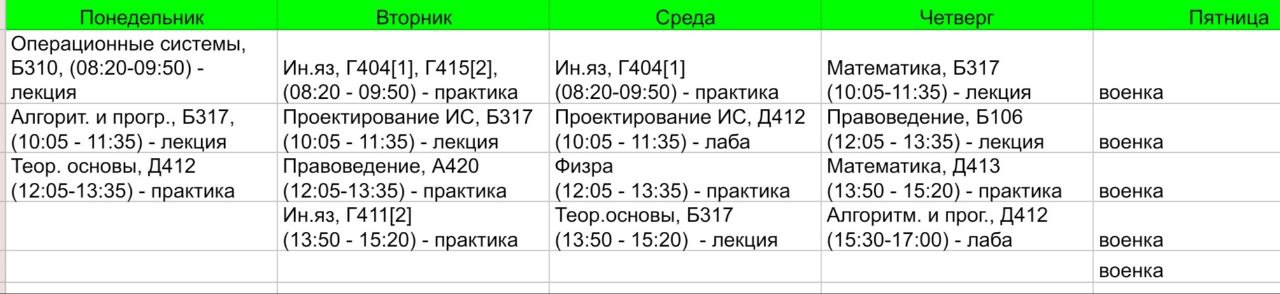 Понедельник
Вторник
Среда
Четверг
Пятница
Операционные системы,
Б310, (08:20-09:50) -
лекция
Ин.яз, Г404[1], Г415[2],
(08:20 - 09:50) - практика
Ин.яз, Г404[1]
(08:20-09:50) - практика
Математика, Б317
(10:05-11:35) - лекция
военка
Алгорит. и прогр., Б317,
(10:05 - 11:35) - лекция
Проектирование ИС, Б317
(10:05 - 11:35) - лекция
Проектирование ИС, Д412
(10:05 - 11:35) - лаба
Правоведение, Б106
(12:05 - 13:35) - лекция
военка
Теор. основы, Д412
(12:05-13:35) - практика
Правоведение, А420
(12:05-13:35) - практика
Физра
(12:05 - 13:35) - практика
Математика, Д413
(13:50 - 15:20) - практика
военка
Ин.яз, Г411[2]
(13:50 - 15:20) - практика
Теор.основы, Б317
(13:50 - 15:20)  - лекция
Алгоритм. и прог., Д412
(15:30-17:00) - лаба
военка
военка